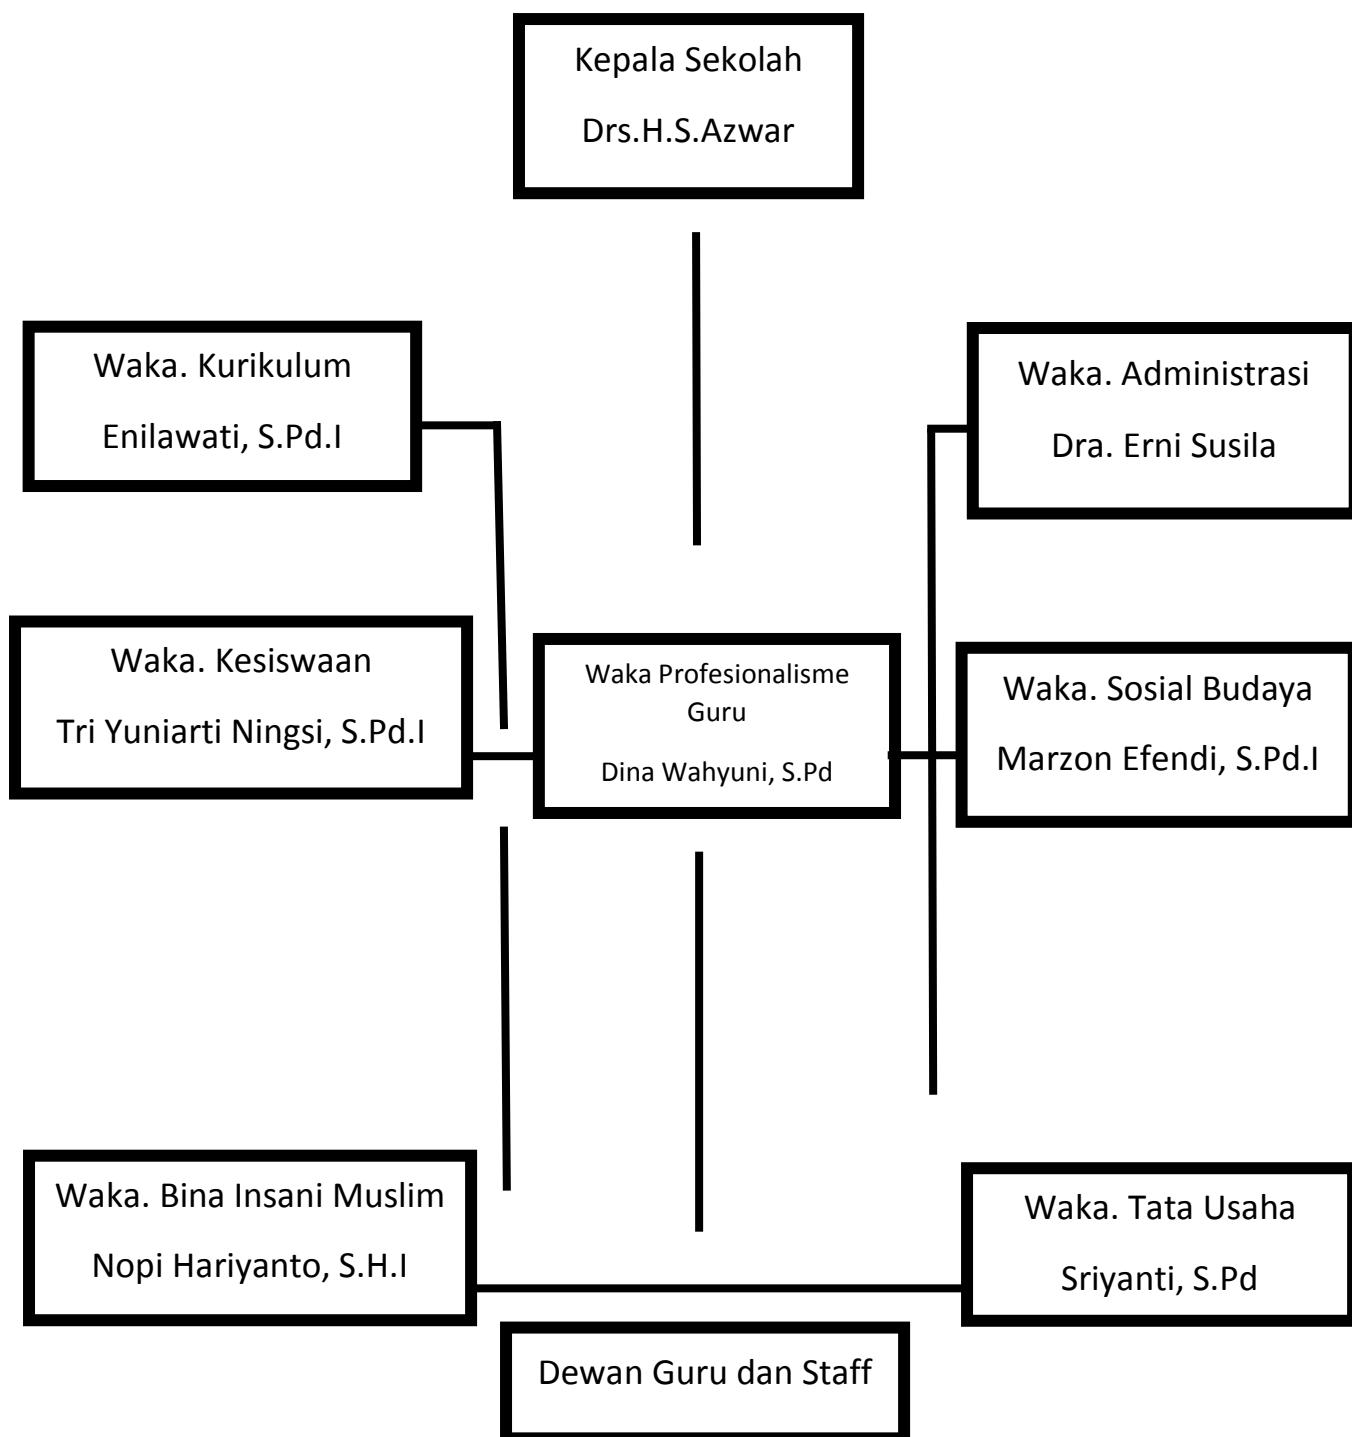 Kepala Sekolah
Drs.H.S.Azwar
Waka. Kurikulum
Enilawati, S.Pd.I
Waka. Administrasi
Dra. Erni Susila
Waka. Kesiswaan
Tri Yuniarti Ningsi, S.Pd.I
Waka Profesionalisme
Guru
Dina Wahyuni, S.Pd
Waka. Sosial Budaya
Marzon Efendi, S.Pd.I
Waka. Bina Insani Muslim
Nopi Hariyanto, S.H.I
Waka. Tata Usaha
Sriyanti, S.Pd
Dewan Guru dan Staff